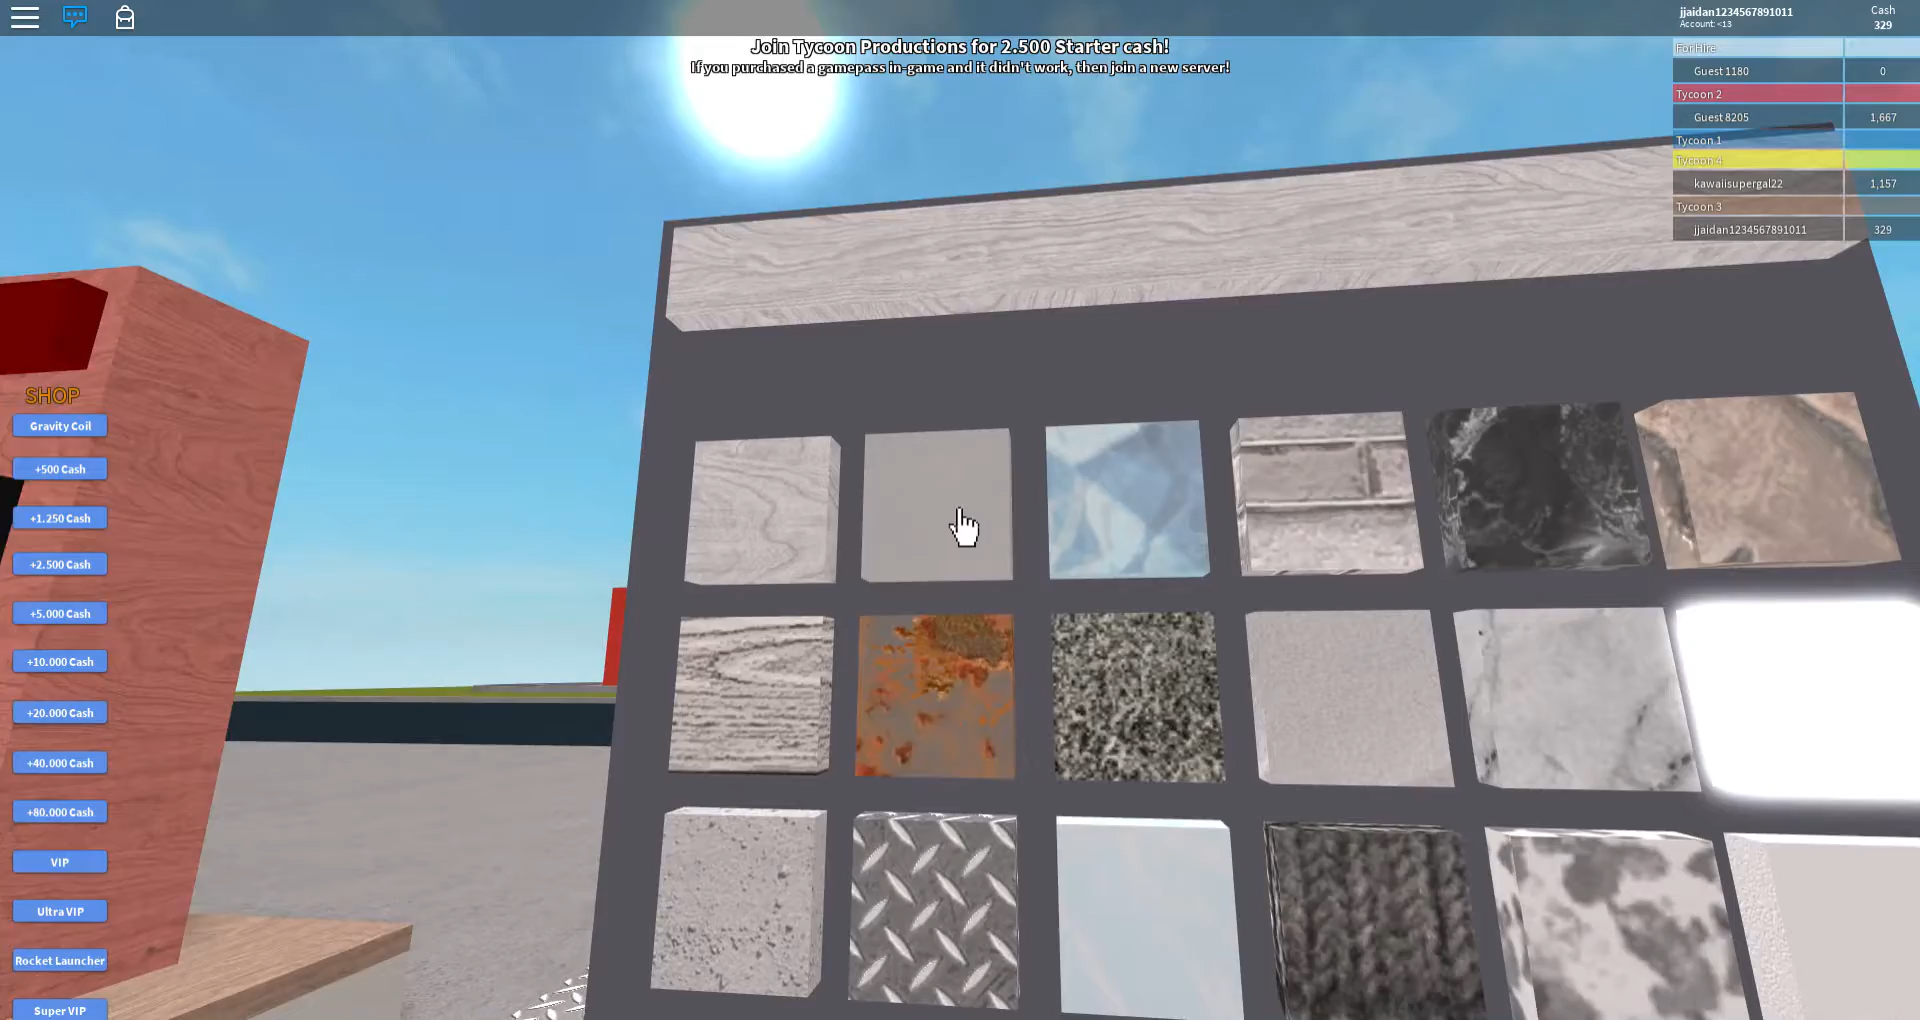 jjaidan1234567891011
Account: <13
Cash
329
Join Tycoon Productions for 2.500 Starter cash!
If you purchased a gamepass in-game and it didn't work, then join a new server!
For Hire
Guest 1180 0
Tycoon 2
Guest 8205 1,667
Tycoon 1
Tycoon 4
kawaiisupergal22 1,157
Tycoon 3
jjaidan1234567891011 329
SHOP
Gravity Coil
+500 Cash
+1.250 Cash
+2.500 Cash
+5.000 Cash
+10.000 Cash
+20.000 Cash
+40.000 Cash
+80.000 Cash
VIP
Ultra VIP
Rocket Launcher
Super VIP